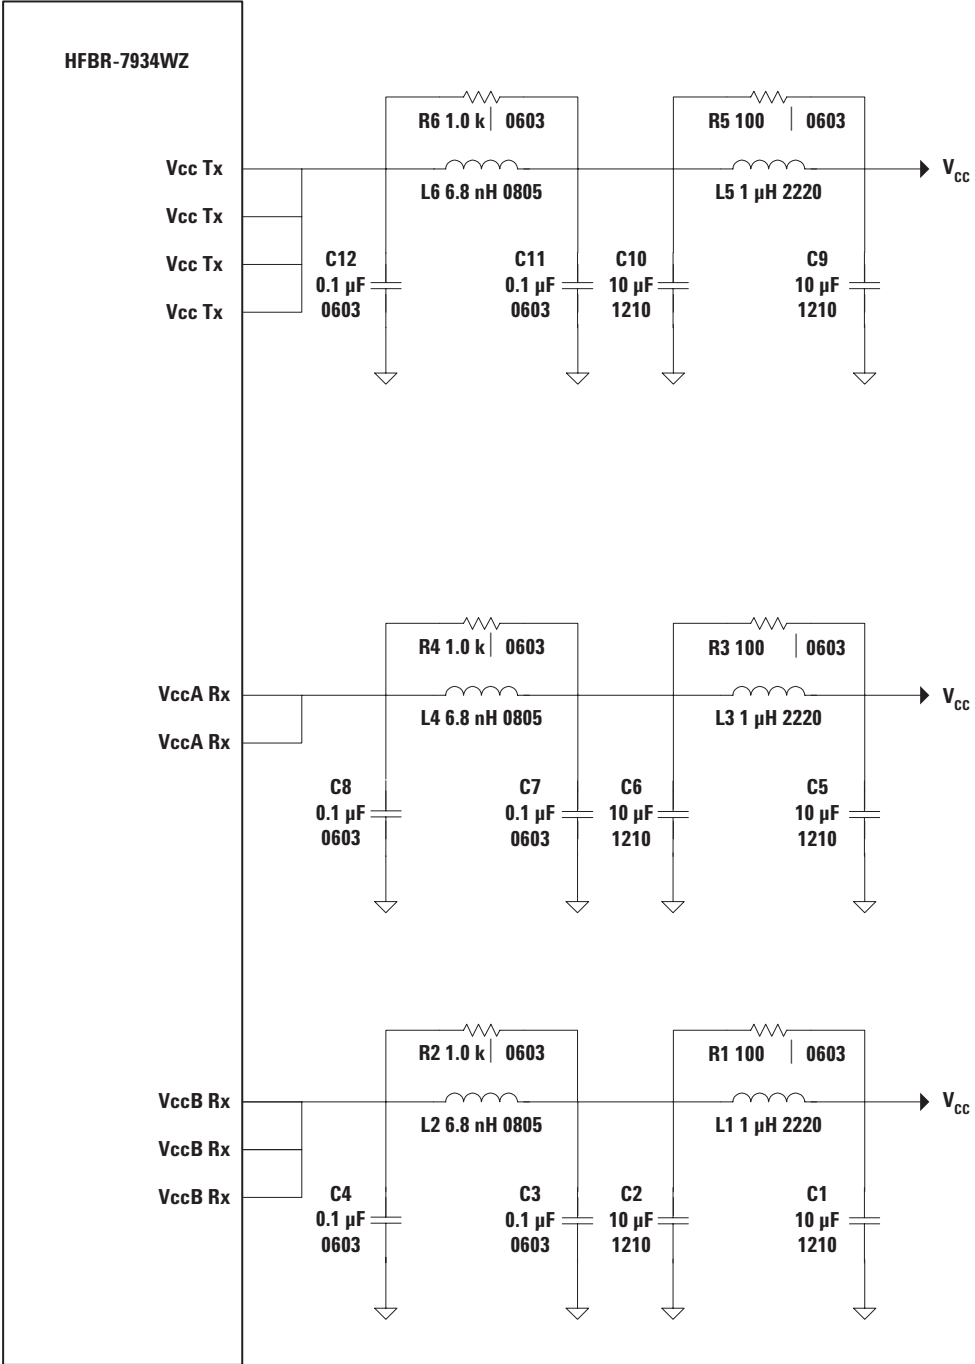 HFBR-7934WZ
R6 1.0 k | 0603
R5 100 | 0603
Vcc Tx
L6 6.8 nH 0805
L5 1 µH 2220
Vcc
Vcc Tx
Vcc Tx
Vcc Tx
C12
0.1 µF
0603
C11
0.1 µF
0603
C10
10 µF
1210
C9
10 µF
1210
R4 1.0 k | 0603
R3 100 | 0603
VccA Rx
L4 6.8 nH 0805
L3 1 µH 2220
Vcc
VccA Rx
C8
0.1 µF
0603
C7
0.1 µF
0603
C6
10 µF
1210
C5
10 µF
1210
R2 1.0 k | 0603
R1 100 | 0603
VccB Rx
L2 6.8 nH 0805
L1 1 µH 2220
Vcc
VccB Rx
VccB Rx
C4
0.1 µF
0603
C3
0.1 µF
0603
C2
10 µF
1210
C1
10 µF
1210